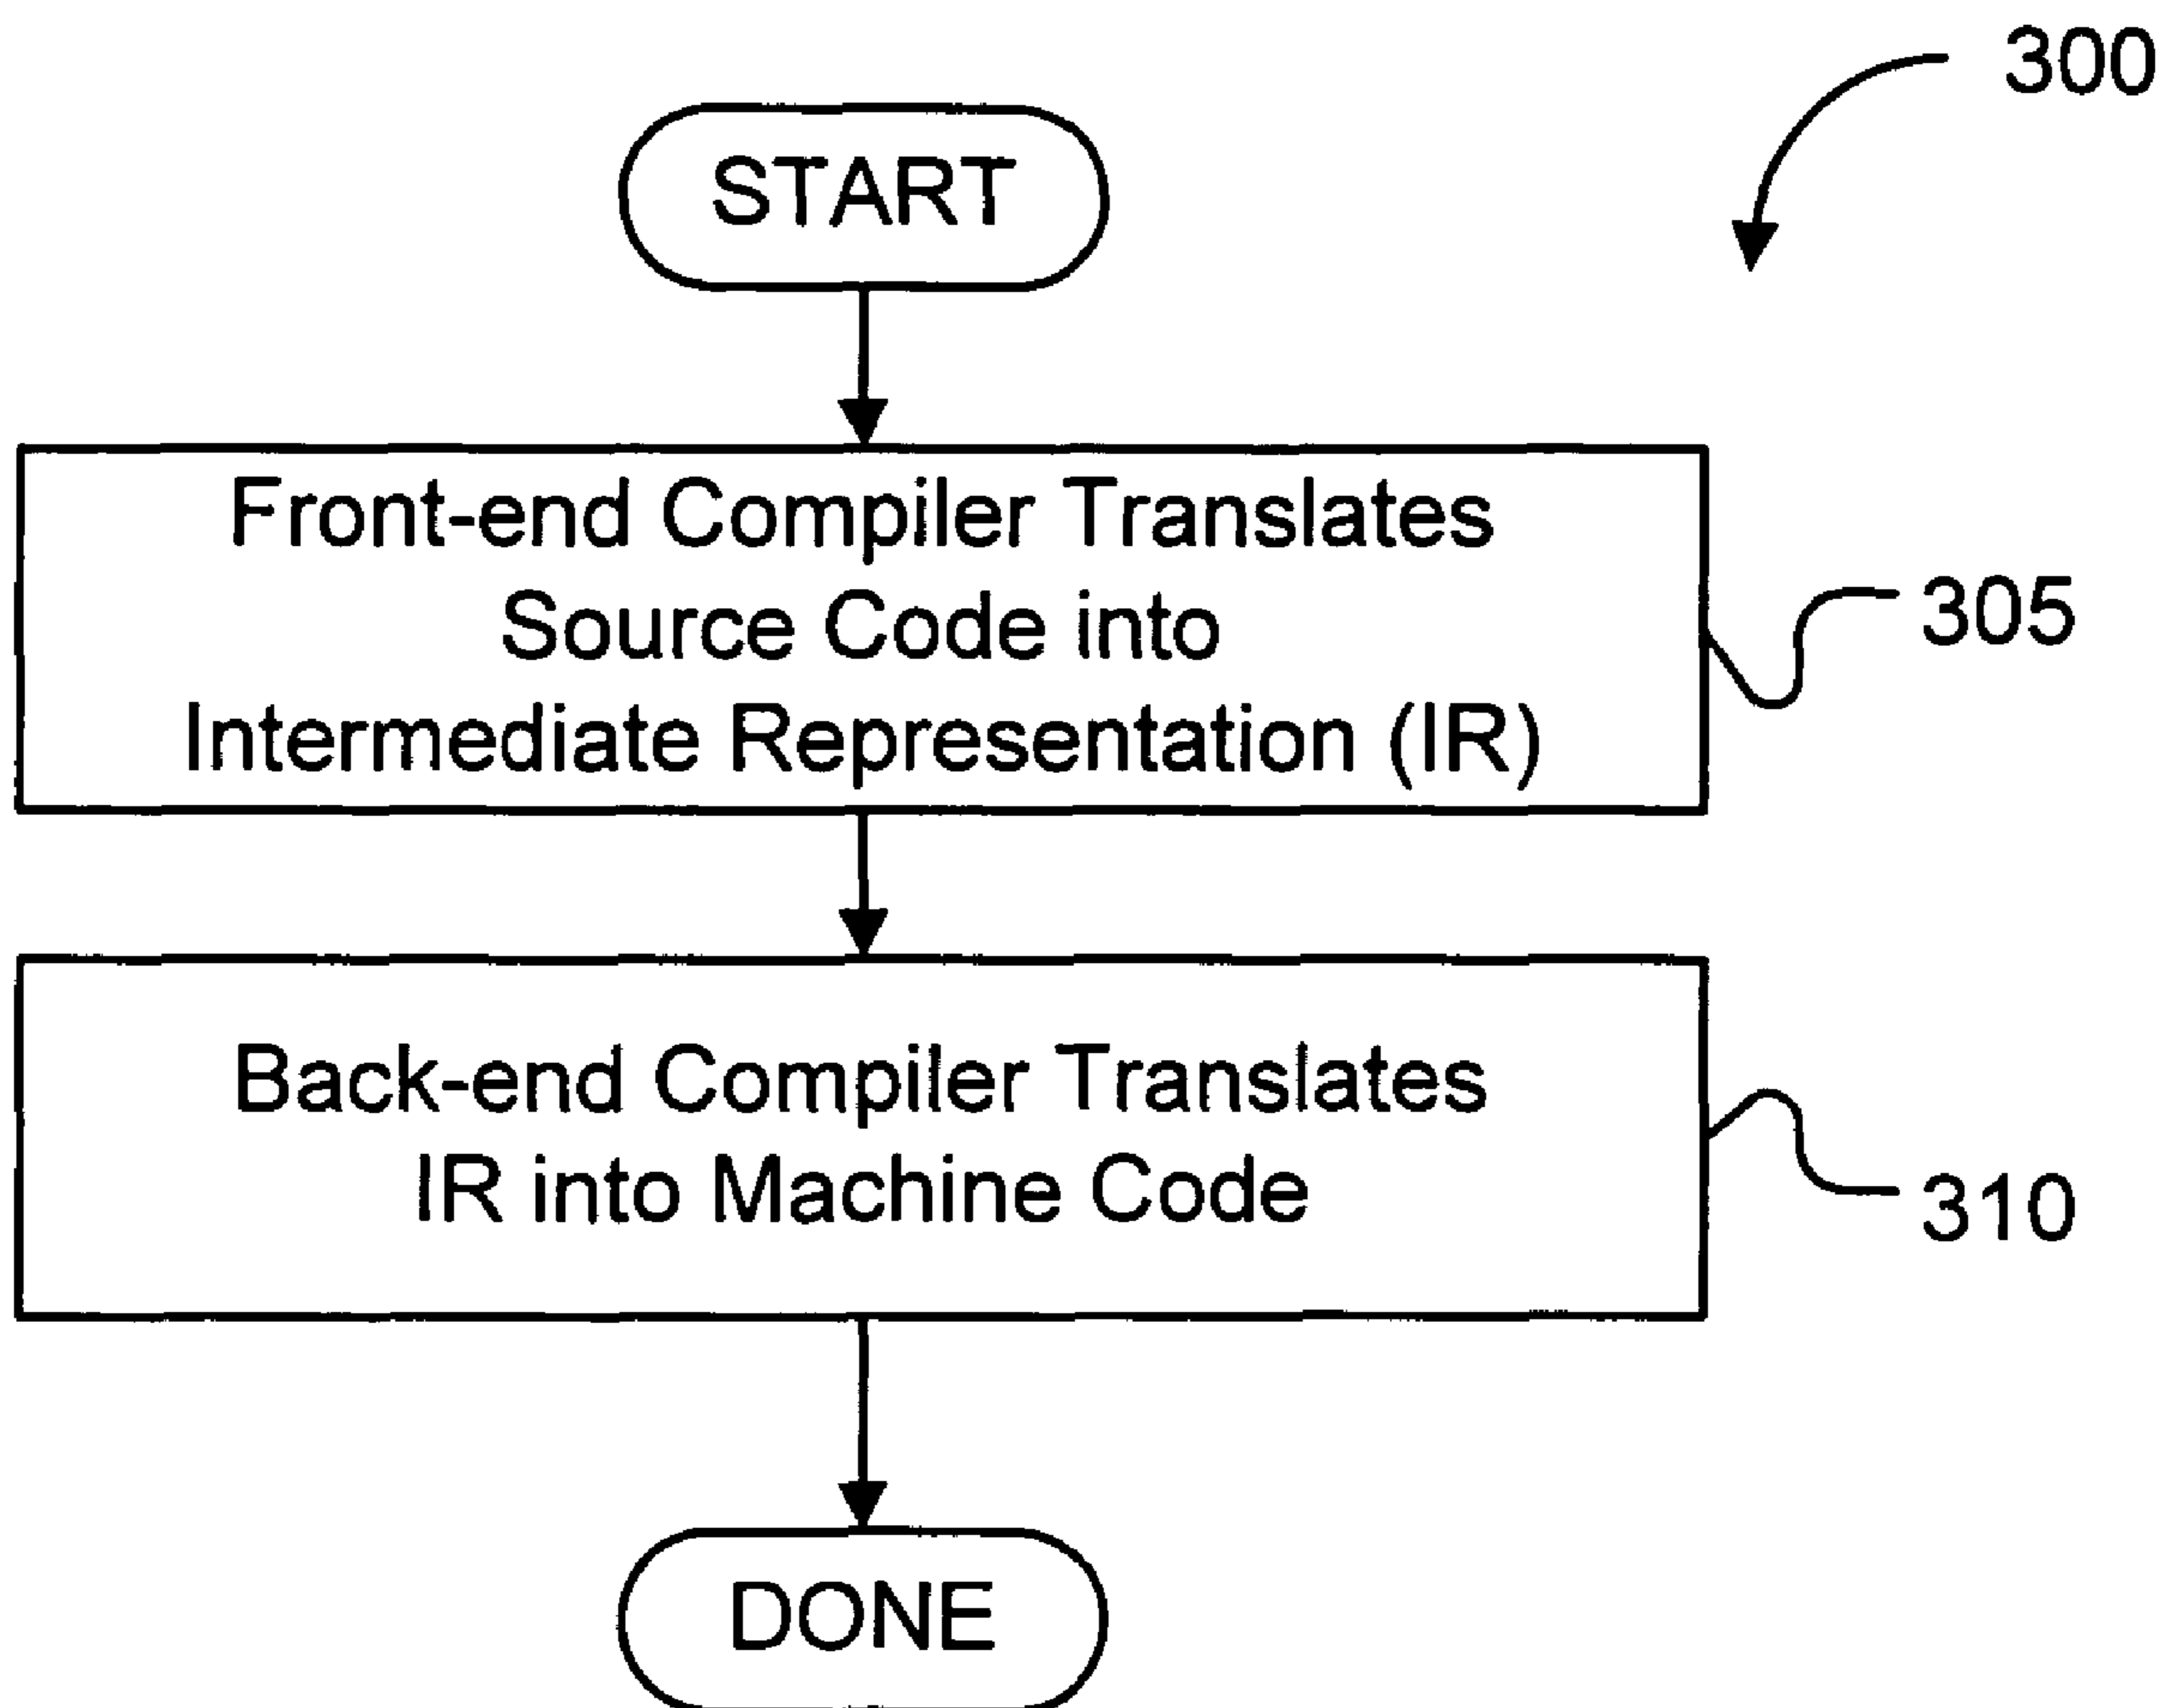 300
START
Front-end Compiler Translates
Source Code into
Intermediate Representation (IR)
305
Back-end Compiler Translates
IR into Machine Code
310
DONE